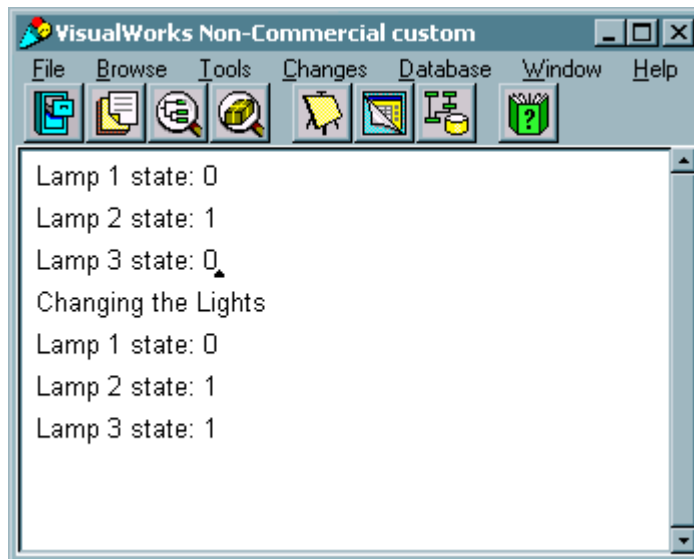 VisualWorks Non-Commercial custom
File Browse Tools Changes Database Window Help
Lamp 1 state: 0
Lamp 2 state: 1
Lamp 3 state: 0
Changing the Lights
Lamp 1 state: 0
Lamp 2 state: 1
Lamp 3 state: 1